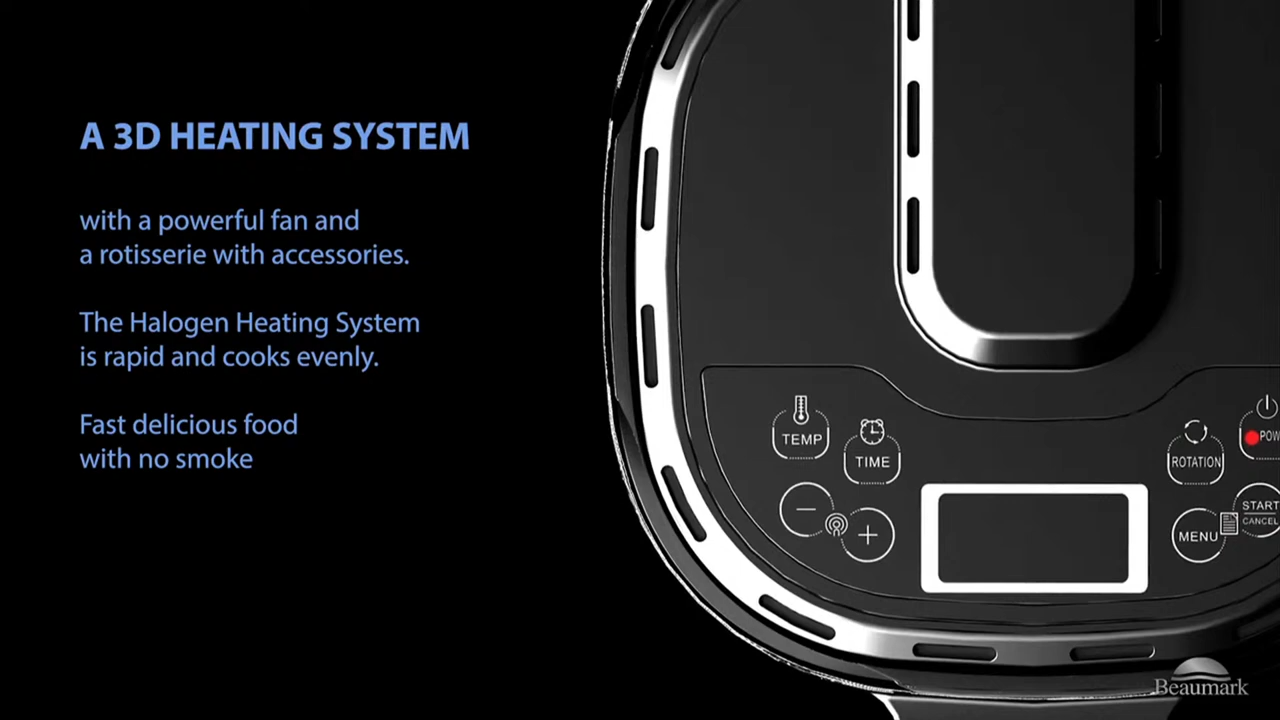 A 3D HEATING SYSTEM
with a powerful fan and
a rotisserie with accessories.
The Halogen Heating System
is rapid and cooks evenly.
Fast delicious food
with no smoke
TEMP
TIME
ROTATION
POW
START
CANCEL
MENU
Beaumark